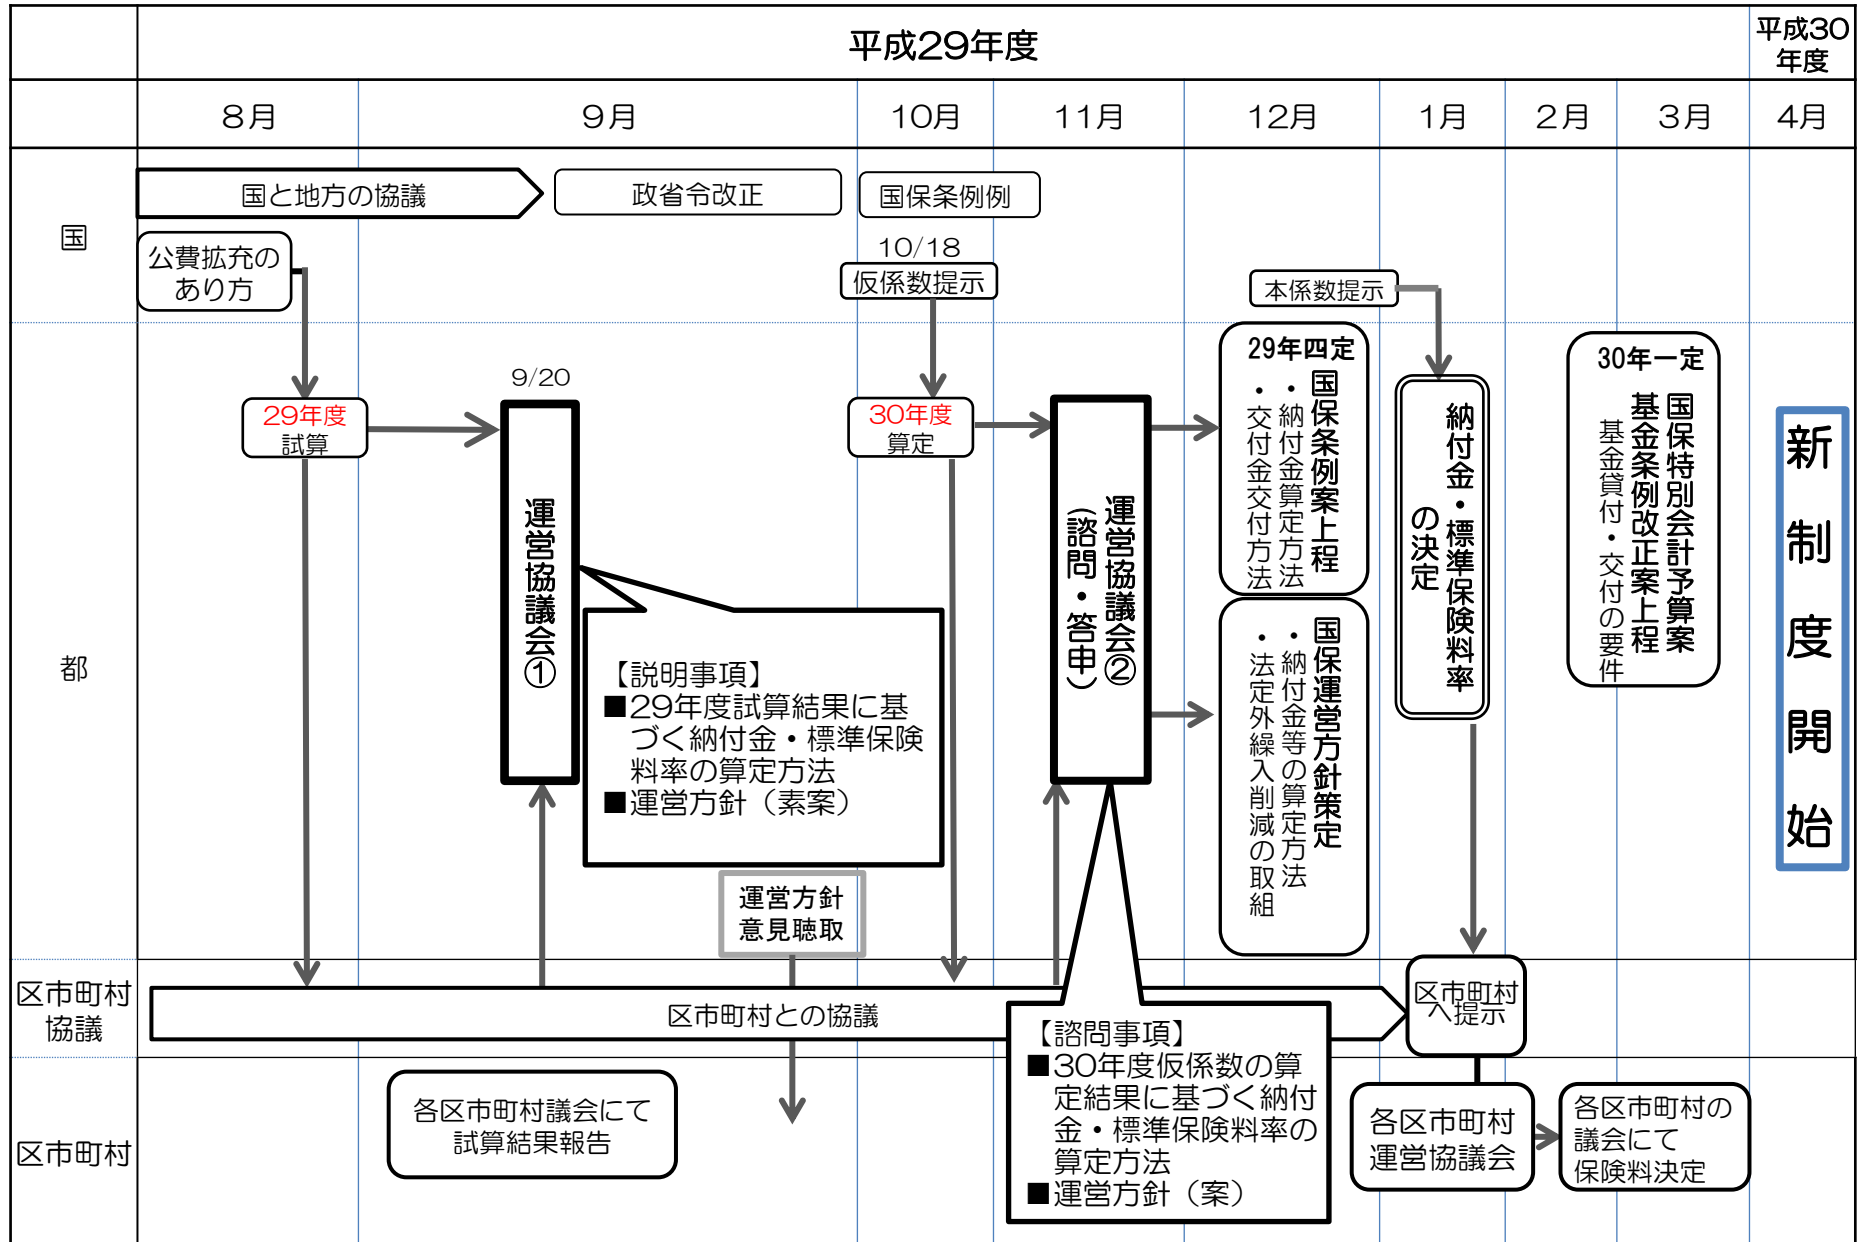 平成29年度
平成30
年度
8月
9月
10月
11月
12月
1月
2月
3月
4月
国
国と地方の協議
政省令改正
国保条例例
公費拡充の
あり方
10/18
仮係数提示
本係数提示
都
29年度
試算
9/20
運営協議会①
【説明事項】
■29年度試算結果に基
づく納付金・標準保険
料率の算定方法
■運営方針（素案）
運営方針
意見聴取
30年度
算定
運営協議会②
（諮問・答申）
29年四定
国保条例案上程
・納付金算定方法
・交付金交付方法
国保運営方針策定
・納付金等の算定方法
・法定外繰入削減の取組
納付金・標準保険料率
の決定
30年一定
国保特別会計予算案
基金条例改正案上程
基金貸付・交付の要件
新制度開始
区市町村
協議
区市町村との協議
区市町村
へ提示
【諮問事項】
■30年度仮係数の算
定結果に基づく納付
金・標準保険料率の
算定方法
■運営方針（案）
区市町村
各区市町村議会にて
試算結果報告
各区市町村
運営協議会
各区市町村の
議会にて
保険料決定